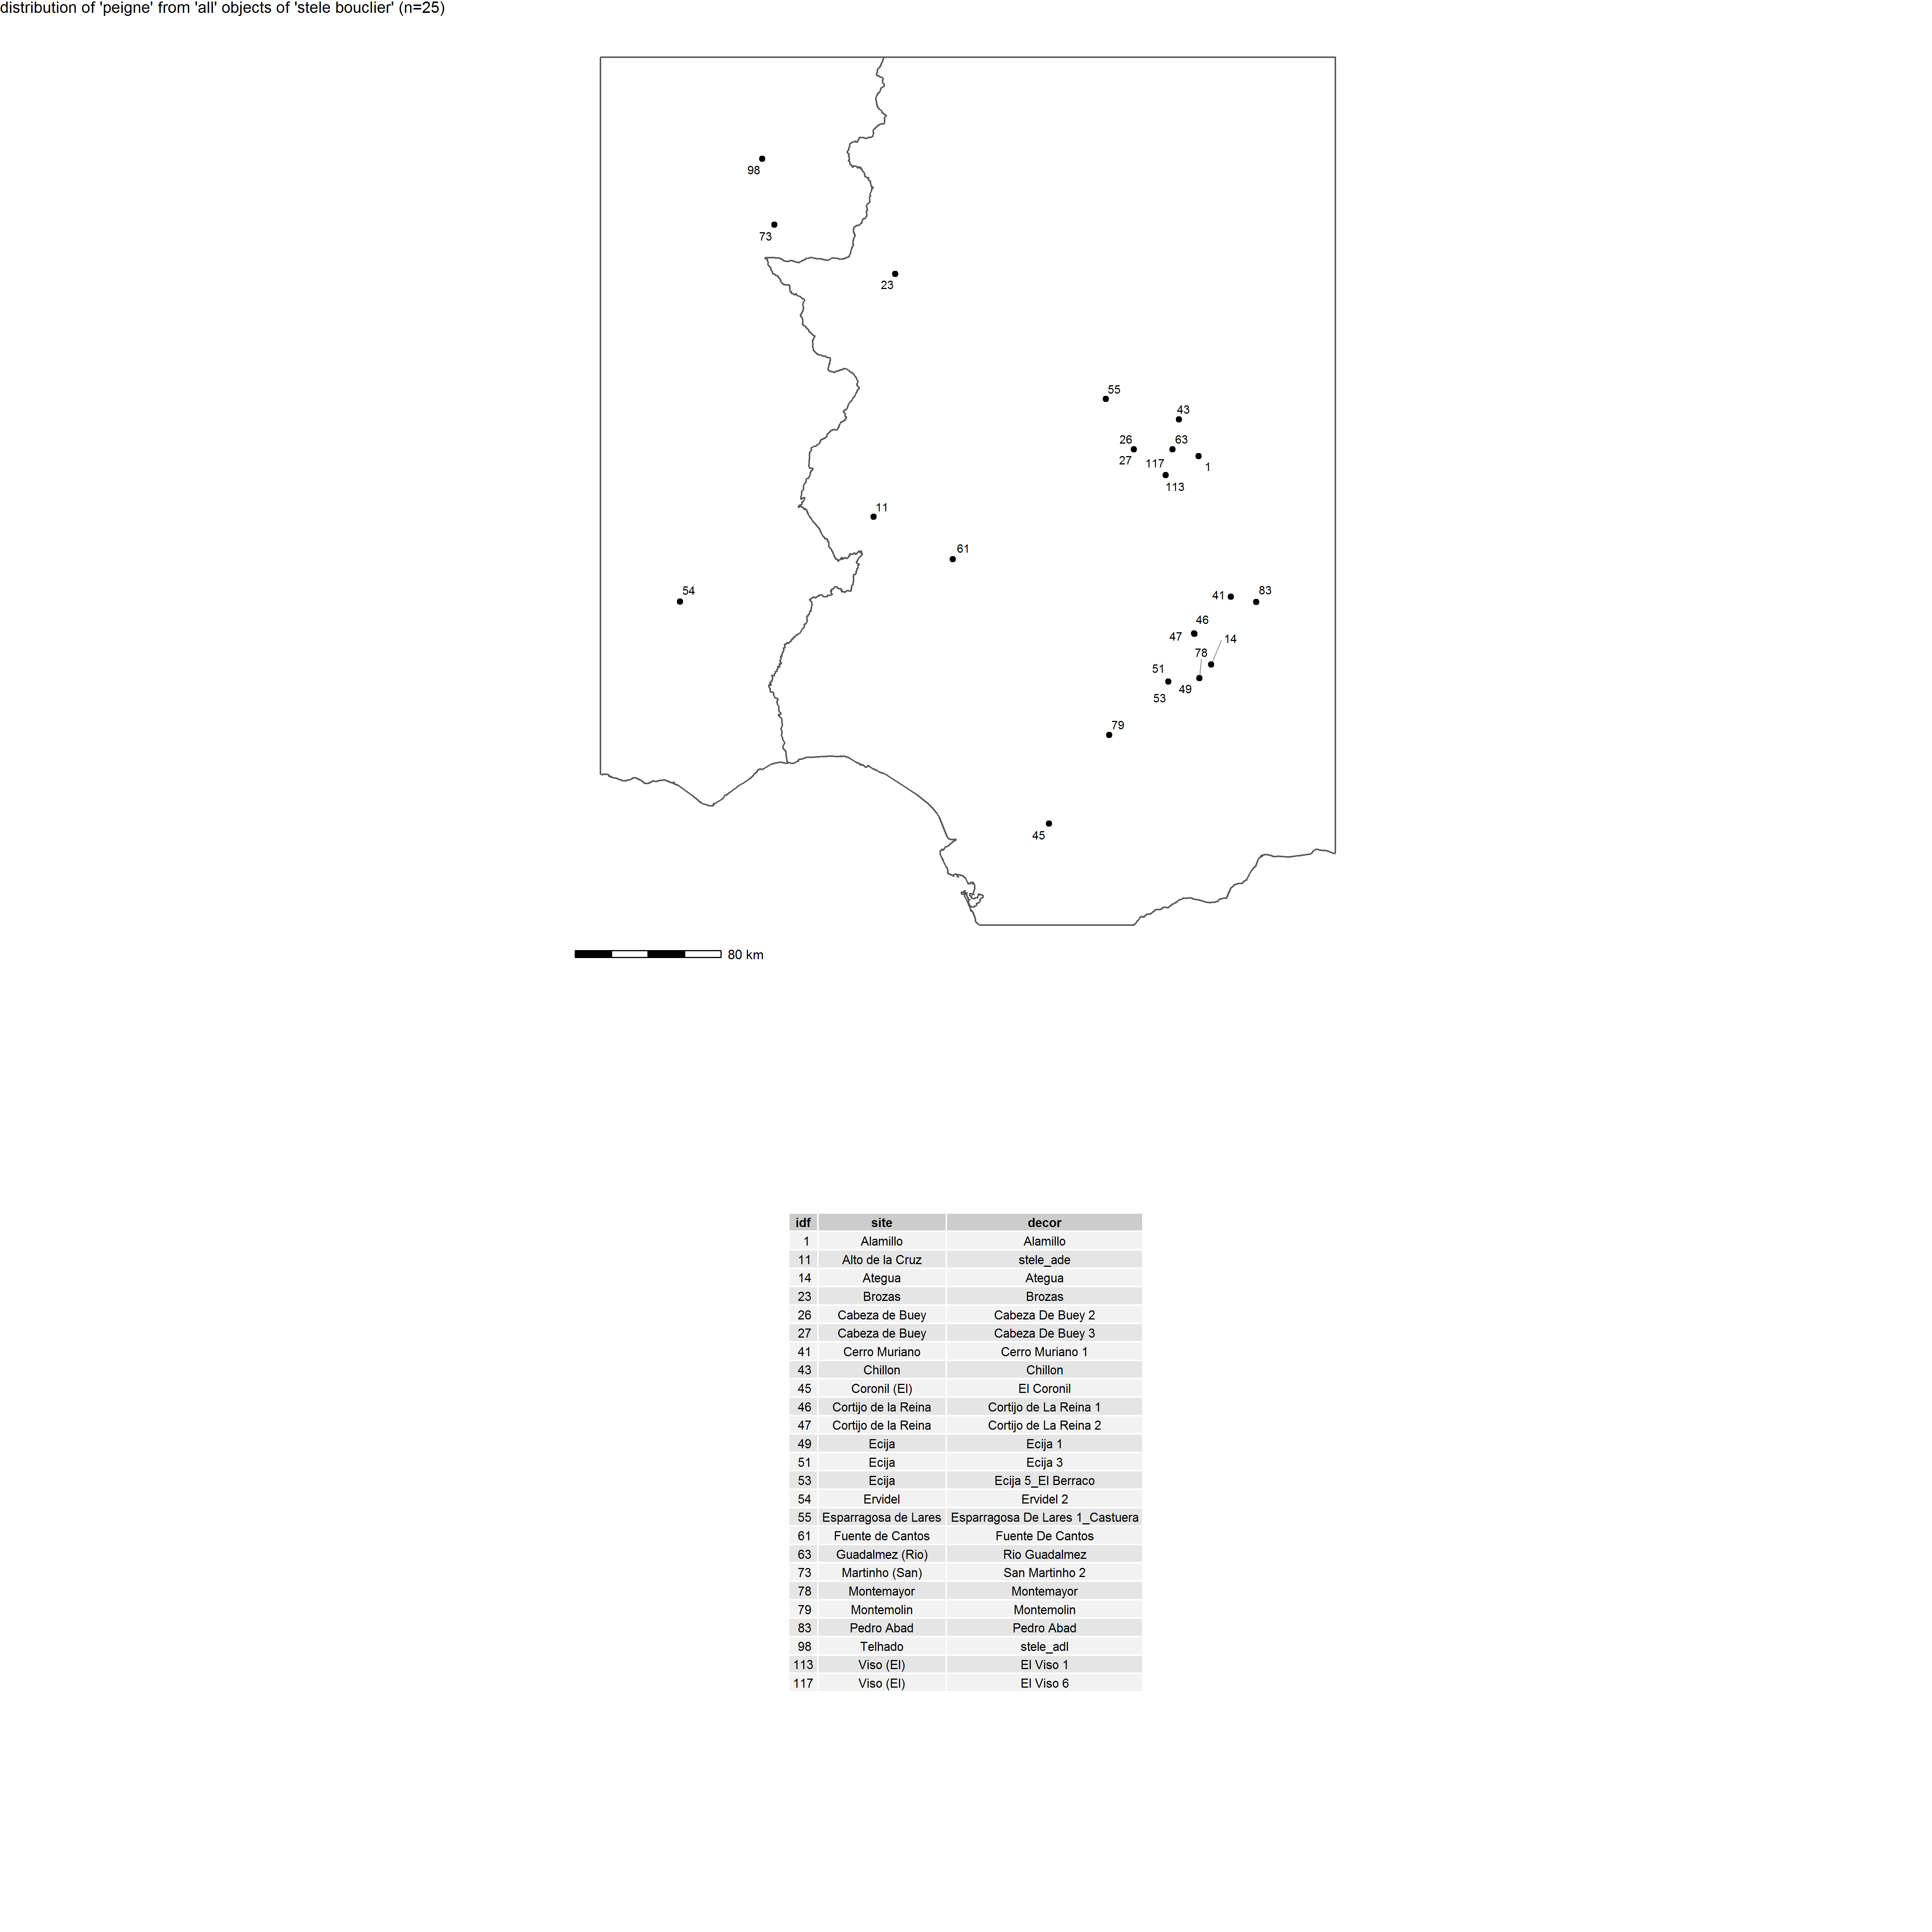 distribution of 'peigne' from 'all' objects of 'stele bouclier' (n=25)
98
73
23
55
43
26
63
27
117
1
113
11
61
54
41
83
46
47
14
78
51
49
53
79
45
80 km
idf site decor
1 Alamillo Alamillo
11 Alto de la Cruz stele_ade
14 Ategua Ategua
23 Brozas Brozas
26 Cabeza de Buey Cabeza De Buey 2
27 Cabeza de Buey Cabeza De Buey 3
41 Cerro Muriano Cerro Muriano 1
43 Chillon Chillon
45 Coronil (El) El Coronil
46 Cortijo de la Reina Cortijo de La Reina 1
47 Cortijo de la Reina Cortijo de La Reina 2
49 Ecija Ecija 1
51 Ecija Ecija 3
53 Ecija Ecija 5_El Berraco
54 Ervidel Ervidel 2
55 Esparragosa de Lares Esparragosa De Lares 1_Castuera
61 Fuente de Cantos Fuente De Cantos
63 Guadalmez (Rio) Rio Guadalmez
73 Martinho (San) San Martinho 2
78 Montemayor Montemayor
79 Montemolin Montemolin
83 Pedro Abad Pedro Abad
98 Telhado stele_adl
113 Viso (El) El Viso 1
117 Viso (El) El Viso 6